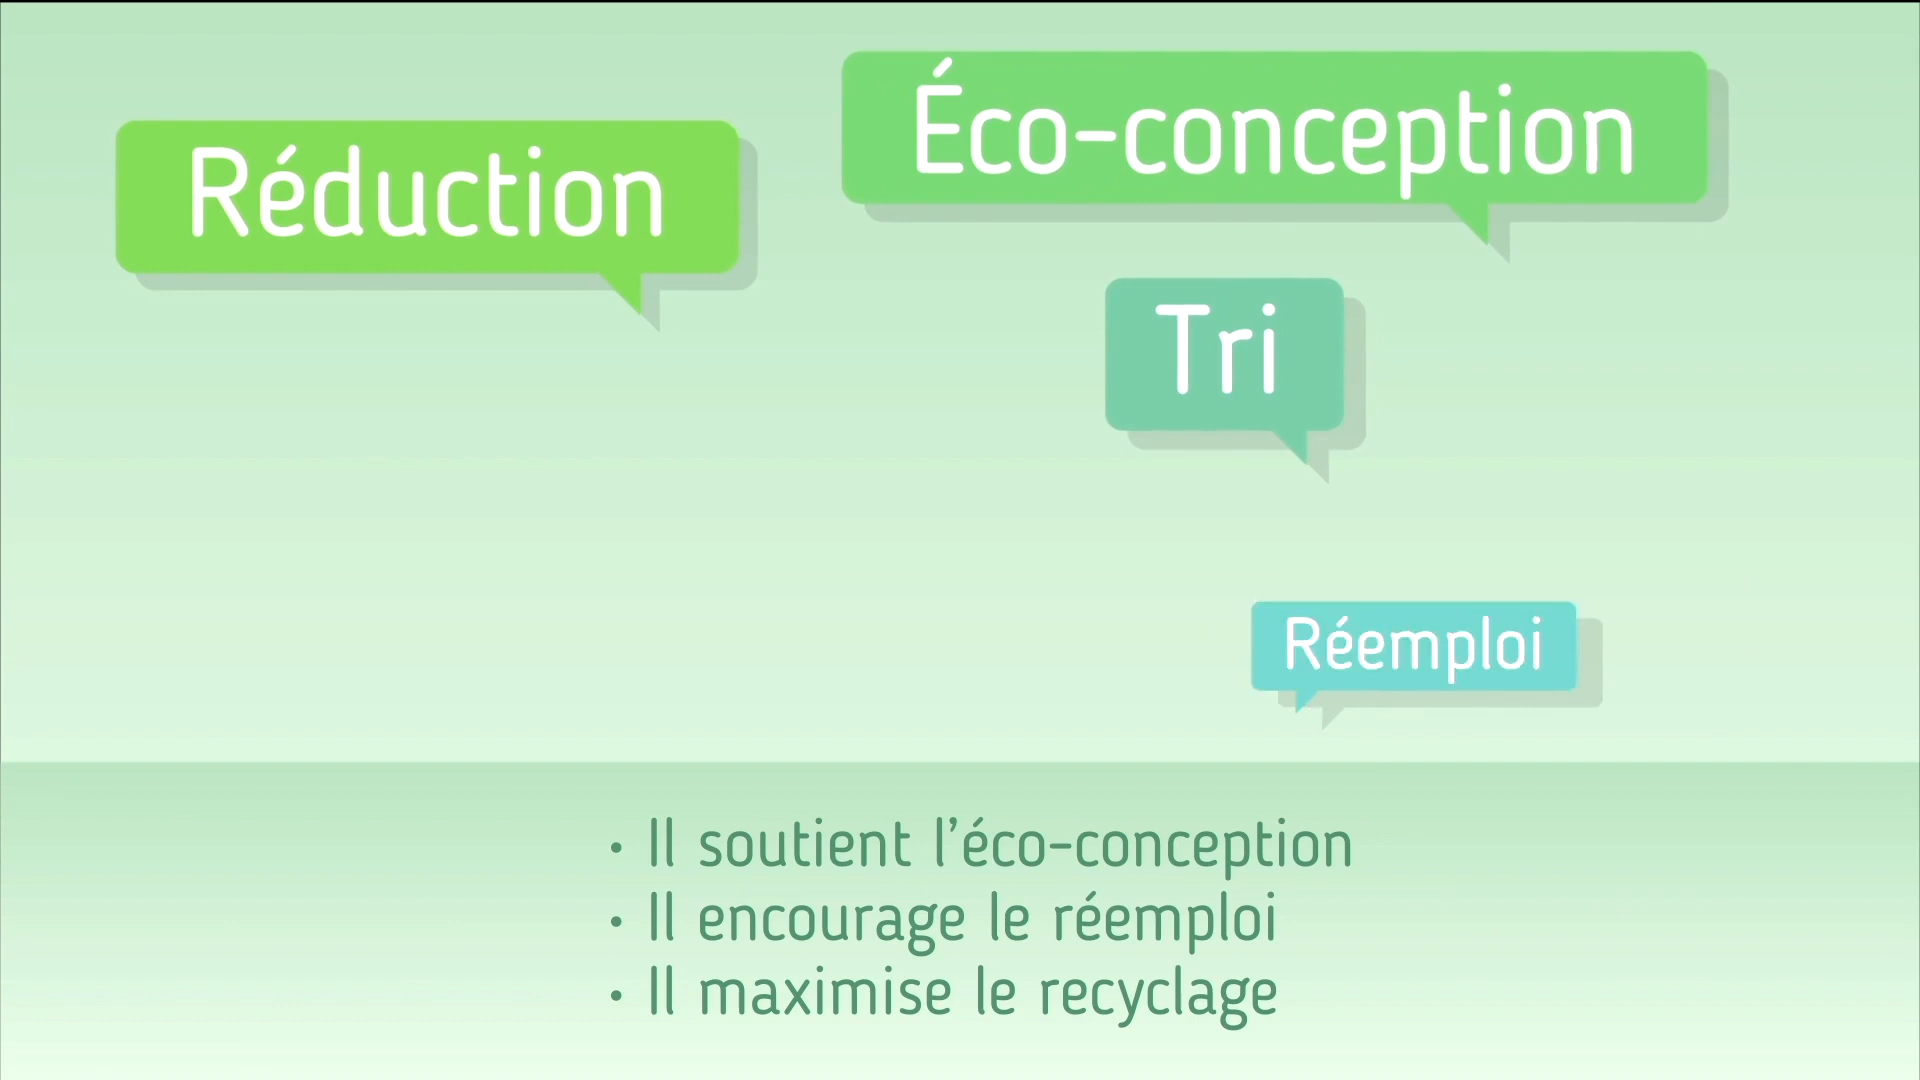 Réduction
Éco-conception
Tri
Réemploi
• Il soutient l’éco-conception
• Il encourage le réemploi
• Il maximise le recyclage